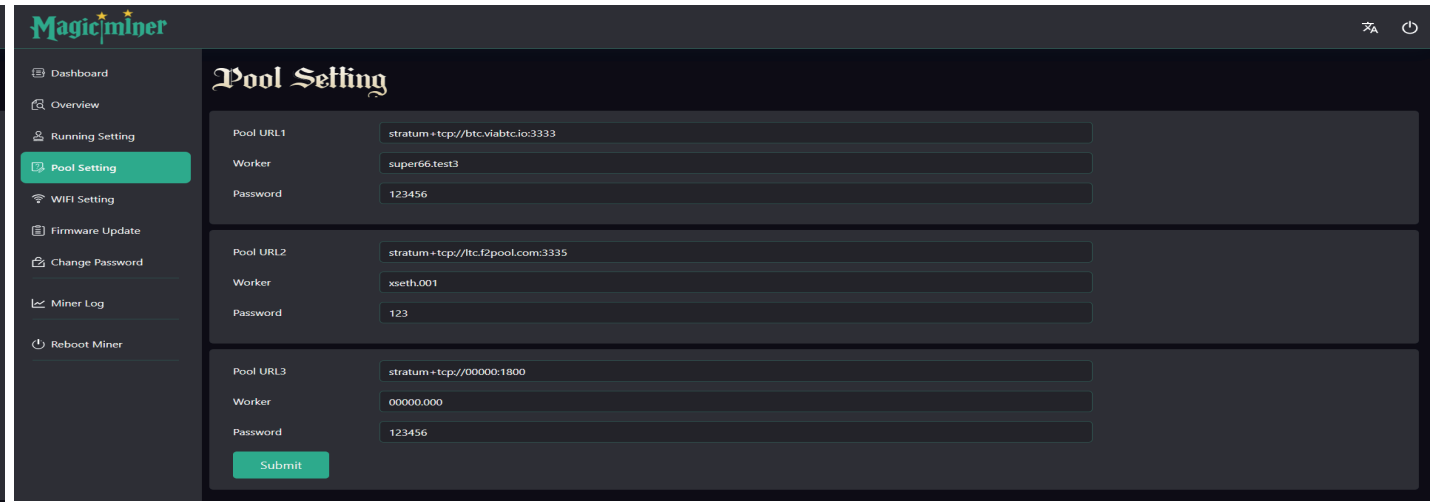 Magicminer
Dashboard
Overview
Running Setting
Pool Setting
WIFI Setting
Firmware Update
Change Password
Miner Log
Reboot Miner
Pool Setting
Pool URL1 stratum+tcp://btc.viabtc.io:3333
Worker super66.test3
Password 123456
Pool URL2 stratum+tcp://ltc.f2pool.com:3335
Worker xseth.001
Password 123
Pool URL3 stratum+tcp://00000:1800
Worker 00000.000
Password 123456
Submit